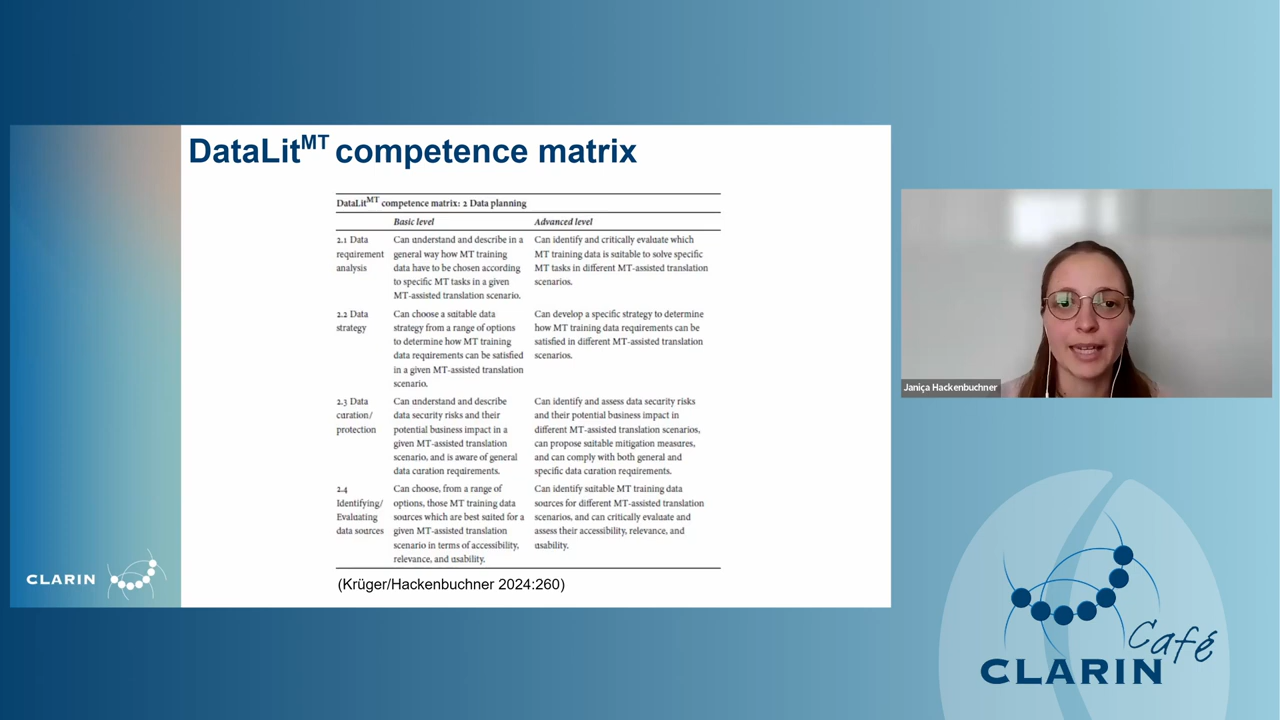 DataLitMT competence matrix
DataLitMT competence matrix: 2 Data planning
Basic level
Advanced level
2.1 Data
requirement
analysis
Can understand and describe in a
general way how MT training
data have to be chosen according
to specific MT tasks in a given
MT-assisted translation scenario.
Can identify and critically evaluate which
MT training data is suitable to solve specific
MT tasks in different MT-assisted translation
scenarios.
2.2 Data
strategy
Can choose a suitable data
strategy from a range of options
to determine how MT training
data requirements can be satisfied
in a given MT-assisted translation
scenario.
Can develop a specific strategy to determine
how MT training data requirements can be
satisfied in different MT-assisted translation
scenarios.
2.3 Data
curation/
protection
Can understand and describe
data security risks and their
potential business impact in a
given MT-assisted translation
scenario, and is aware of general
data curation requirements.
Can identify and assess data security risks
and their potential business impact in
different MT-assisted translation scenarios,
can propose suitable mitigation measures,
and can comply with both general and
specific data curation requirements.
2.4
Identifying/
Evaluating
data sources
Can choose, from a range of
options, those MT training data
sources which are best suited for a
given MT-assisted translation
scenario in terms of accessibility,
relevance, and usability.
Can identify suitable MT training data
sources for different MT-assisted translation
scenarios, and can critically evaluate and
assess their accessibility, relevance, and
usability.
(Krüger/Hackenbuchner 2024:260)
CLARIN
Janiça Hackenbuchner
Café
CLARIN